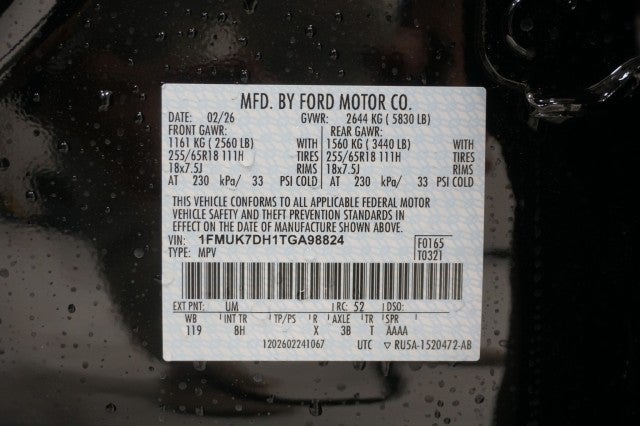 MFD. BY FORD MOTOR CO.
DATE: 02/26 GVWR: 2644 KG ( 5830 LB)
FRONT GAWR: REAR GAWR:
1161 KG ( 2560 LB) WITH 1560 KG ( 3440 LB) WITH
255/65R18 111H TIRES 255/65R18 111H TIRES
18x7.5J RIMS 18x7.5J RIMS
AT 230 kPa/ 33 PSI COLD AT 230 kPa/ 33 PSI COLD
THIS VEHICLE CONFORMS TO ALL APPLICABLE FEDERAL MOTOR
VEHICLE SAFETY AND THEFT PREVENTION STANDARDS IN
EFFECT ON THE DATE OF MANUFACTURE SHOWN ABOVE.
VIN: 1FMUK7DH1TGA98824 F0165
TYPE: MPV T0321
EXT PNT: UM RC: 52 DSO:
WB INT TR TP/PS R AXLE TR SPR
119 8H - X 3B T AAAA
1202602241067 UTC ▽ RU5A-1520472-AB